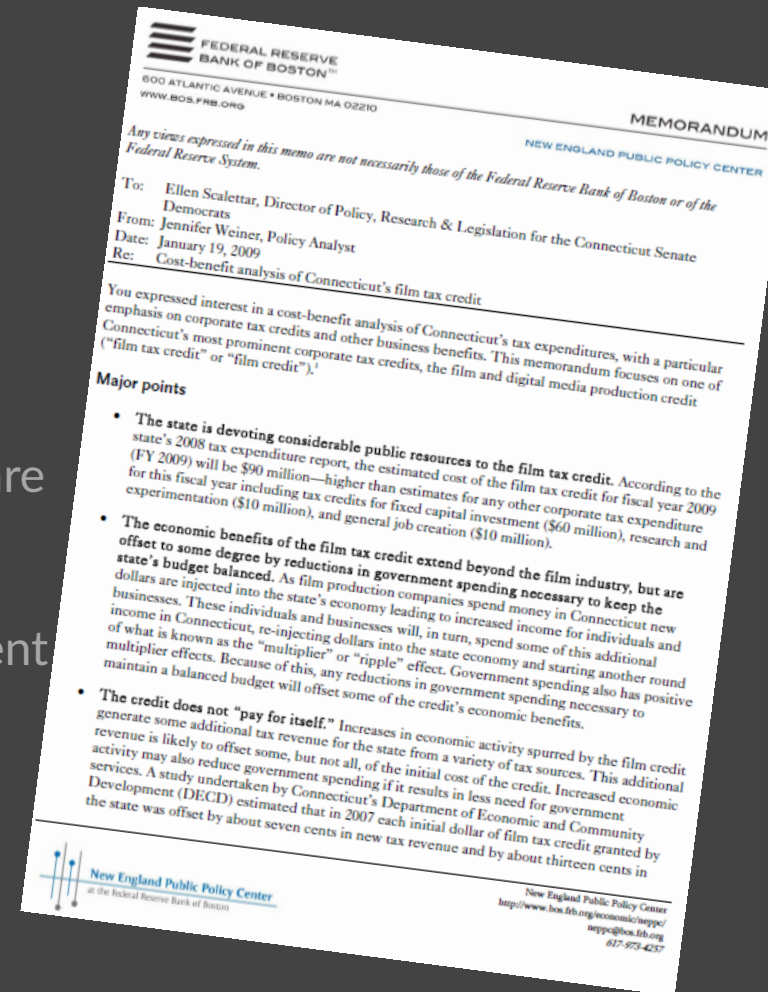 FEDERAL RESERVE
BANK OF BOSTON™
600 ATLANTIC AVENUE • BOSTON MA 02210
WWW.BOS.FRB.ORG
MEMORANDUM
NEW ENGLAND PUBLIC POLICY CENTER
Any views expressed in this memo are not necessarily those of the Federal Reserve Bank of Boston or of the
Federal Reserve System.
To: Ellen Scalettar, Director of Policy, Research & Legislation for the Connecticut Senate
Democrats
From: Jennifer Weiner, Policy Analyst
Date: January 19, 2009
Re: Cost-benefit analysis of Connecticut's film tax credit
You expressed interest in a cost-benefit analysis of Connecticut's tax expenditures, with a particular
emphasis on corporate tax credits and other business benefits. This memorandum focuses on one of
Connecticut's most prominent corporate tax credits, the film and digital media production credit
("film tax credit" or "film credit").¹
Major points
• The state is devoting considerable public resources to the film tax credit. According to the
state's 2008 tax expenditure report, the estimated cost of the film tax credit for fiscal year 2009
(FY 2009) will be $90 million—higher than estimates for any other corporate tax expenditure
for this fiscal year including tax credits for fixed capital investment ($60 million), research and
experimentation ($10 million), and general job creation ($10 million).
• The economic benefits of the film tax credit extend beyond the film industry, but are
offset to some degree by reductions in government spending necessary to keep the
state's budget balanced. As film production companies spend money in Connecticut new
dollars are injected into the state's economy leading to increased income for individuals and
businesses. These individuals and businesses will, in turn, spend some of this additional
income in Connecticut, re-injecting dollars into the state economy and starting another round
of what is known as the "multiplier" or "ripple" effect. Government spending also has positive
multiplier effects. Because of this, any reductions in government spending necessary to
maintain a balanced budget will offset some of the credit's economic benefits.
• The credit does not "pay for itself." Increases in economic activity spurred by the film credit
generate some additional tax revenue for the state from a variety of tax sources. This additional
revenue is likely to offset some, but not all, of the initial cost of the credit. Increased economic
activity may also reduce government spending if it results in less need for government
services. A study undertaken by Connecticut's Department of Economic and Community
Development (DECD) estimated that in 2007 each initial dollar of film tax credit granted by
the state was offset by about seven cents in new tax revenue and by about thirteen cents in
New England Public Policy Center
at the Federal Reserve Bank of Boston
New England Public Policy Center
http://www.bos.frb.org/economic/neppc/
neppc@bos.frb.org
617-973-4257
re
ent